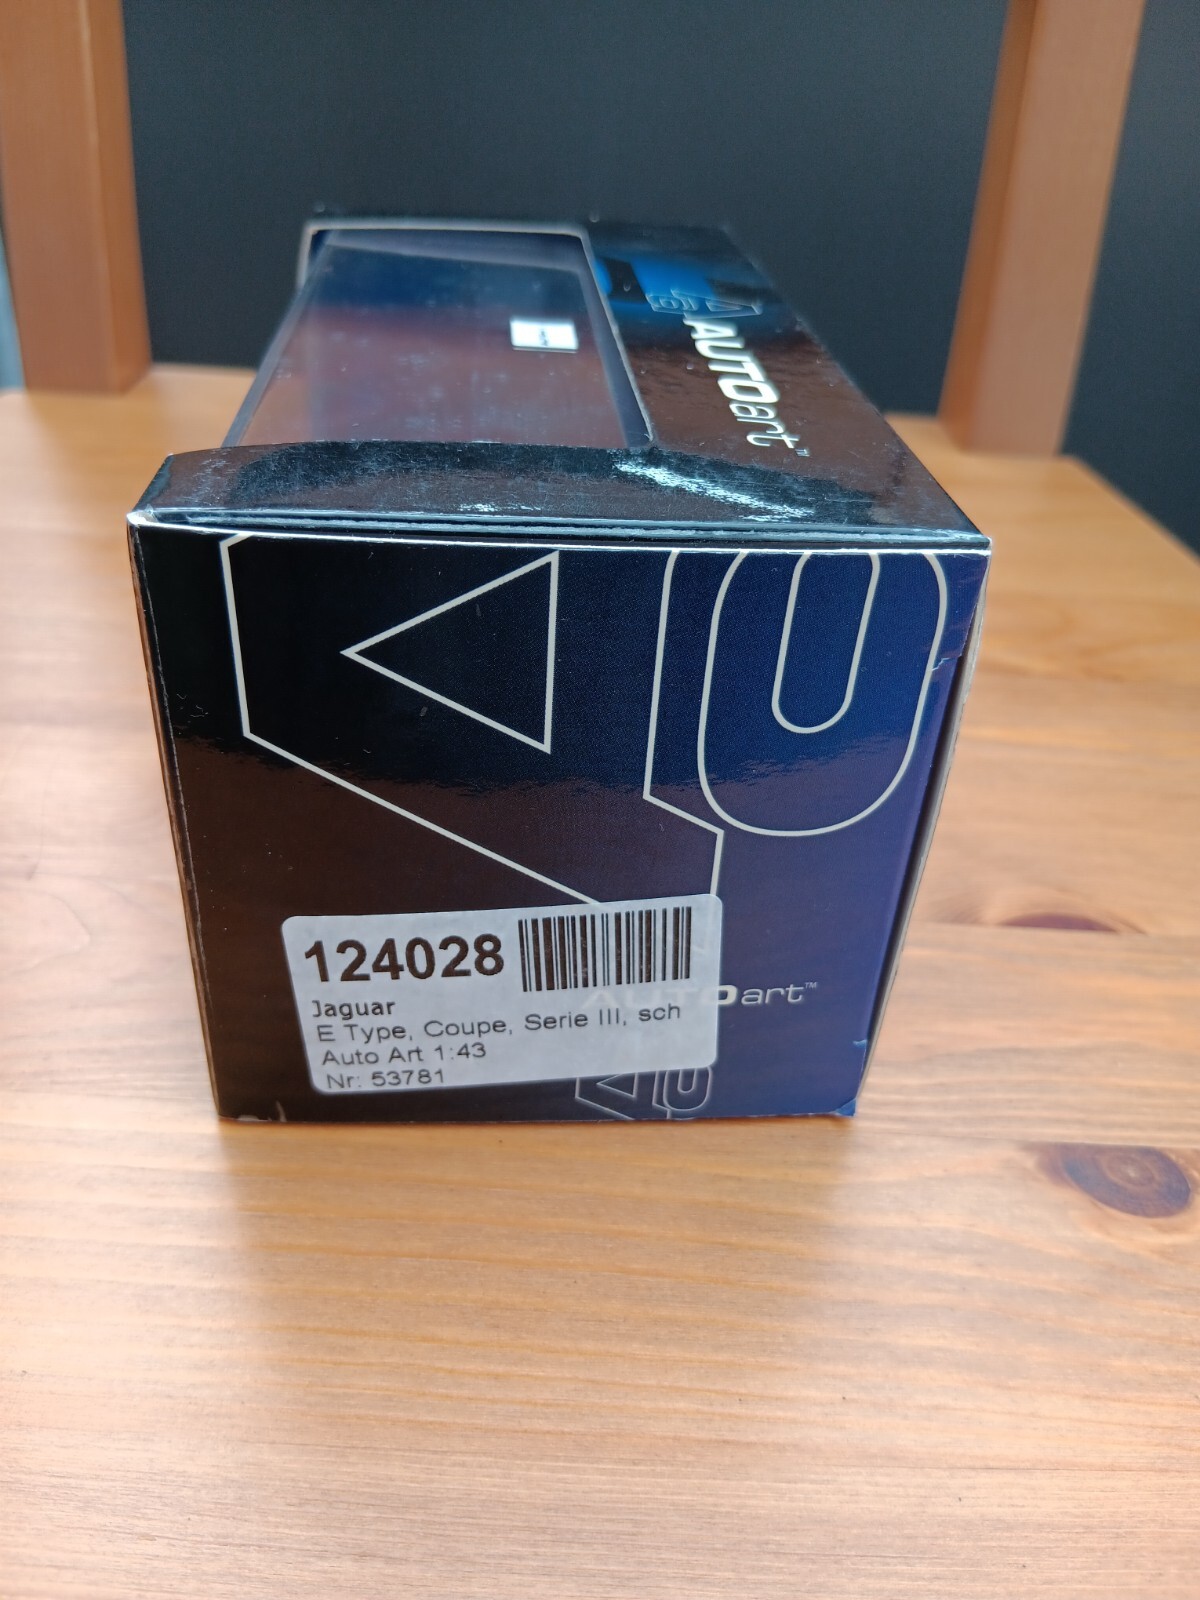 AUTOart™
124028
Jaguar
E Type, Coupe, Serie III, sch
Auto Art 1:43
Nr: 53781
AUTOart™